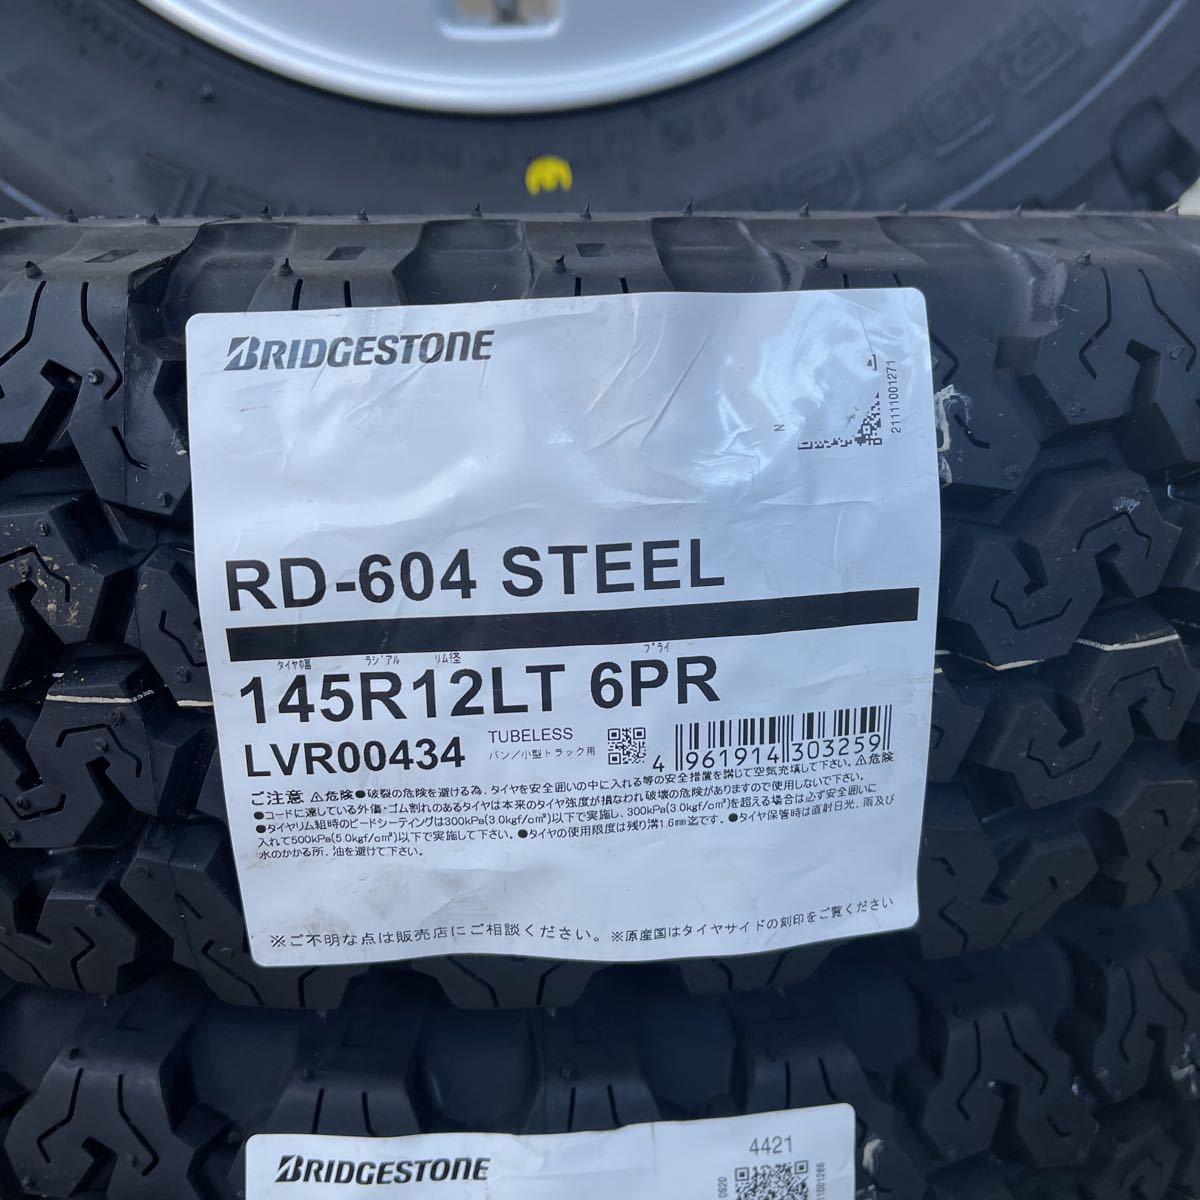 BRIDGESTONE
N
21111001271
RD-604 STEEL
タイヤ幅 ラジアル リム径 プライ
145R12LT 6PR
LVR00434 TUBELESS
バン/小型トラック用
4 961914 303259
ご注意 ⚠危険●破裂の危険を避ける為、タイヤを安全囲いの中に入れる等の安全措置を講じて空気充填して下さい。⚠危険
●コードに達している外傷・ゴム割れのあるタイヤは本来のタイヤ強度が損なわれ破壊の危険がありますので使用しないで下さい。
●タイヤリム組時のビードシーティングは300kPa(3.0kgf/cm²)以下で実施し、300kPa(3.0kgf/cm²)を超える場合は必ず安全囲いに
入れて500kPa(5.0kgf/cm²)以下で実施して下さい。●タイヤの使用限度は残り溝1.6mm迄です。●タイヤ保管時は直射日光、雨及び
水のかかる所、油を避けて下さい。
※ご不明な点は販売店にご相談ください。※原産国はタイヤサイドの刻印をご覧ください
BRIDGESTONE
4421